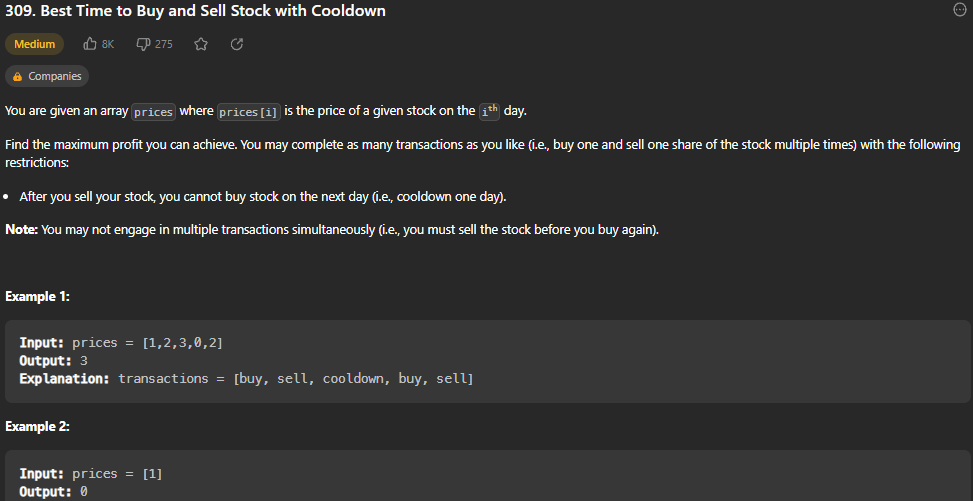 309. Best Time to Buy and Sell Stock with Cooldown
Medium 8K 275
Companies
You are given an array prices where prices[i] is the price of a given stock on the ith day.
Find the maximum profit you can achieve. You may complete as many transactions as you like (i.e., buy one and sell one share of the stock multiple times) with the following
restrictions:
• After you sell your stock, you cannot buy stock on the next day (i.e., cooldown one day).
Note: You may not engage in multiple transactions simultaneously (i.e., you must sell the stock before you buy again).
Example 1:
Input: prices = [1,2,3,0,2]
Output: 3
Explanation: transactions = [buy, sell, cooldown, buy, sell]
Example 2:
Input: prices = [1]
Output: 0